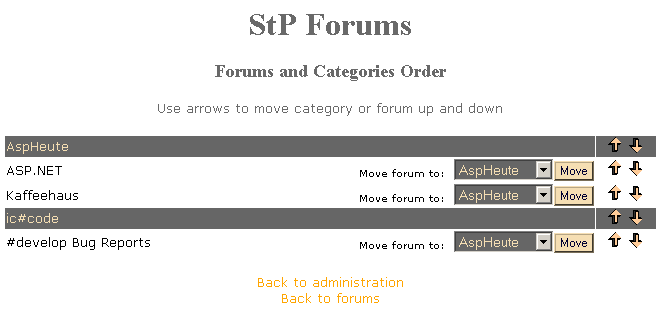 StP Forums
Forums and Categories Order
Use arrows to move category or forum up and down
AspHeute
ASP.NET Move forum to: AspHeute Move
Kaffeehaus Move forum to: AspHeute Move
ic#code
#develop Bug Reports Move forum to: AspHeute Move
Back to administration
Back to forums